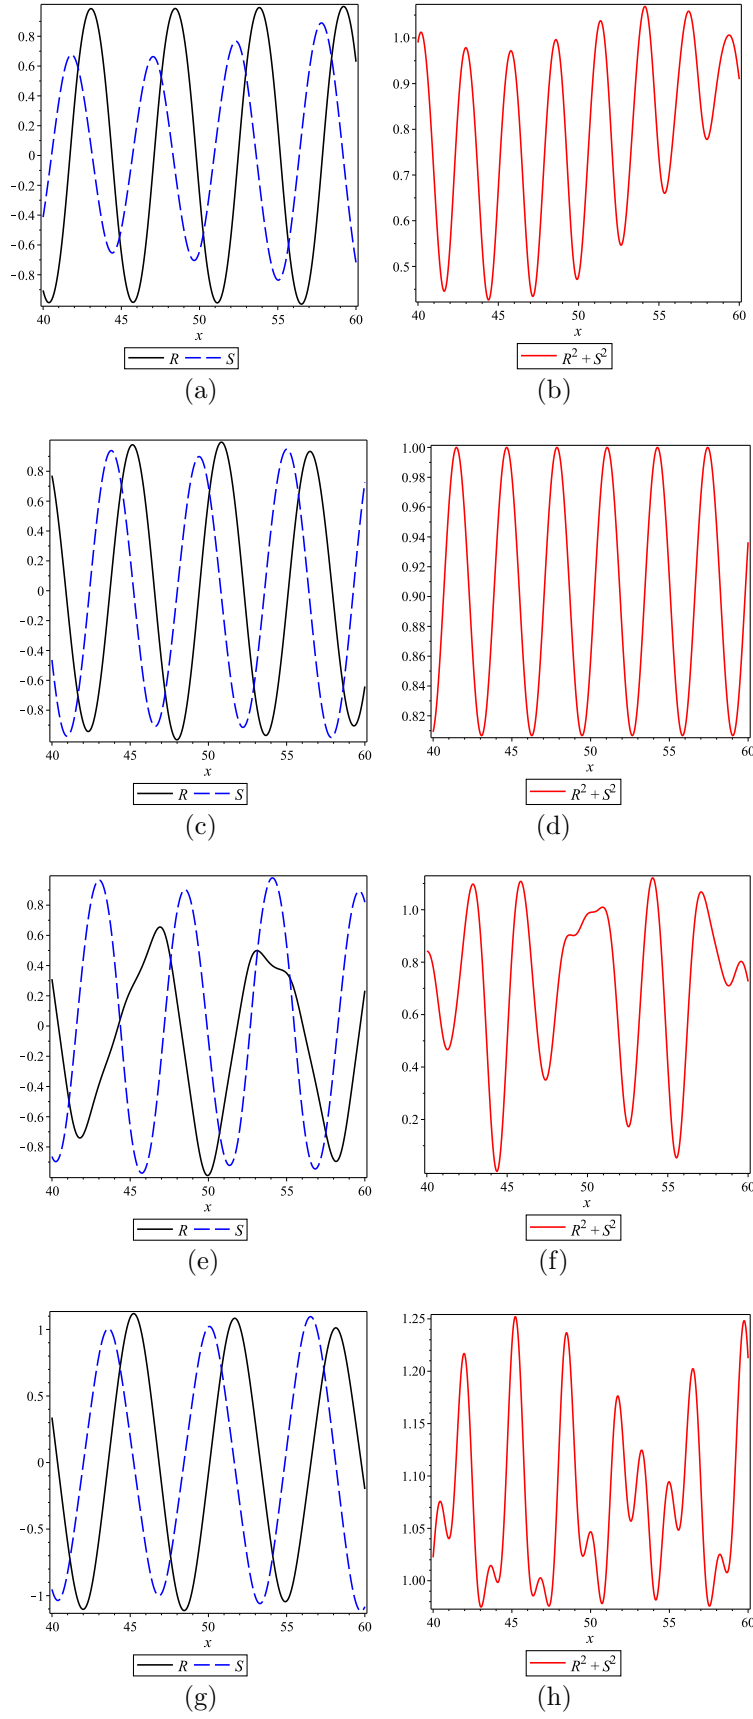 0.8
0.6
0.4
0.2
0
−0.2
−0.4
−0.6
−0.8
40 45 50 55 60
x
R S
(a)
1.0
0.9
0.8
0.7
0.6
0.5
40 45 50 55 60
x
R² + S²
(b)
0.8
0.6
0.4
0.2
0
−0.2
−0.4
−0.6
−0.8
40 45 50 55 60
x
R S
(c)
1.00
0.98
0.96
0.94
0.92
0.90
0.88
0.86
0.84
0.82
40 45 50 55 60
x
R² + S²
(d)
0.8
0.6
0.4
0.2
0
−0.2
−0.4
−0.6
−0.8
40 45 50 55 60
x
R S
(e)
1.0
0.8
0.6
0.4
0.2
40 45 50 55 60
x
R² + S²
(f)
1
0.5
0
−0.5
−1
40 45 50 55 60
x
R S
(g)
1.25
1.20
1.15
1.10
1.05
1.00
40 45 50 55 60
x
R² + S²
(h)